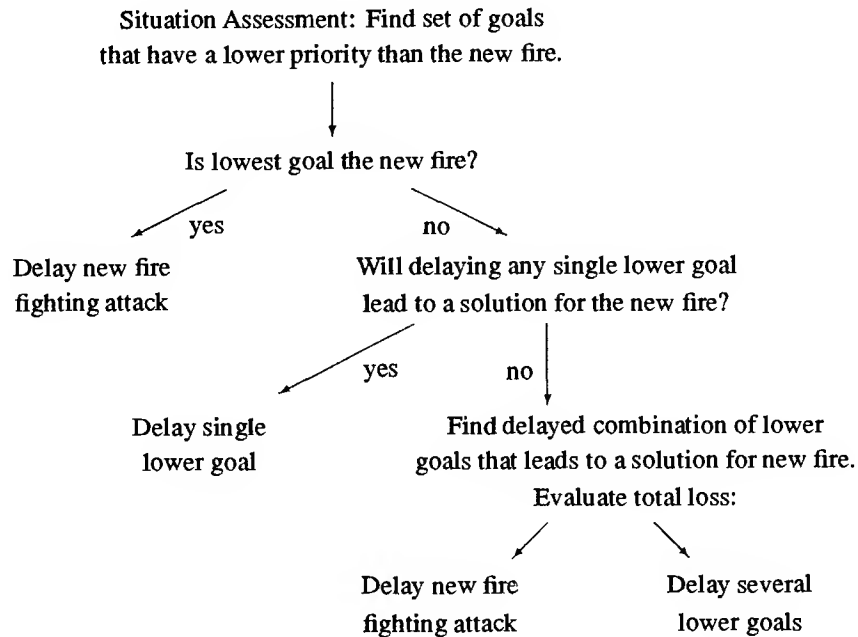 Situation Assessment: Find set of goals
that have a lower priority than the new fire.
Is lowest goal the new fire?
yes
no
Delay new fire
fighting attack
Will delaying any single lower goal
lead to a solution for the new fire?
yes
no
Delay single
lower goal
Find delayed combination of lower
goals that leads to a solution for new fire.
Evaluate total loss:
Delay new fire
fighting attack
Delay several
lower goals